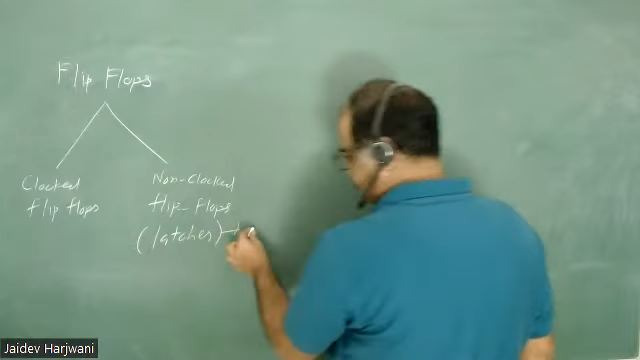 Flip Flops
Clocked
flip flops
Non-Clocked
flip-flops
(latches) →
Jaidev Harjwani